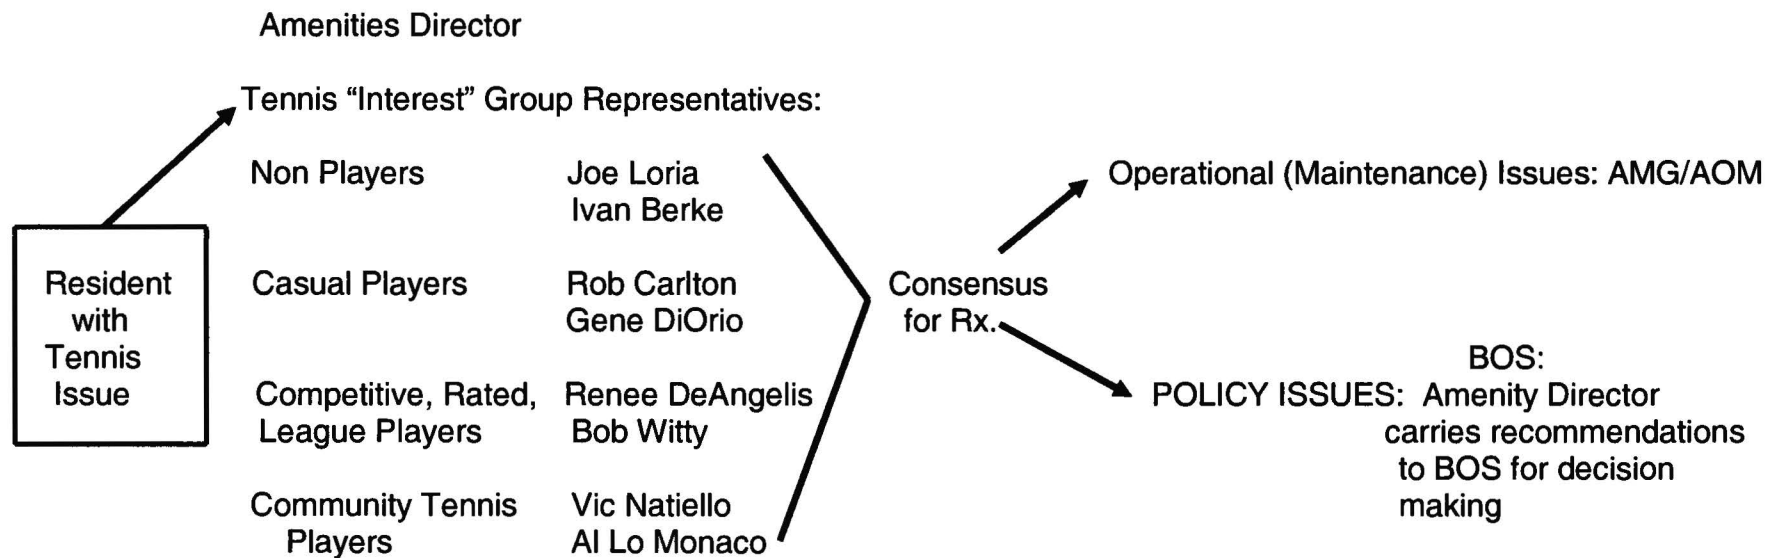 Amenities Director
Tennis “Interest” Group Representatives:
Resident
with
Tennis
Issue
Non Players
Joe Loria
Ivan Berke
Casual Players
Rob Carlton
Gene DiOrio
Competitive, Rated,
League Players
Renee DeAngelis
Bob Witty
Community Tennis
Players
Vic Natiello
Al Lo Monaco
Consensus
for Rx.
Operational (Maintenance) Issues: AMG/AOM
BOS:
POLICY ISSUES: Amenity Director
carries recommendations
to BOS for decision
making